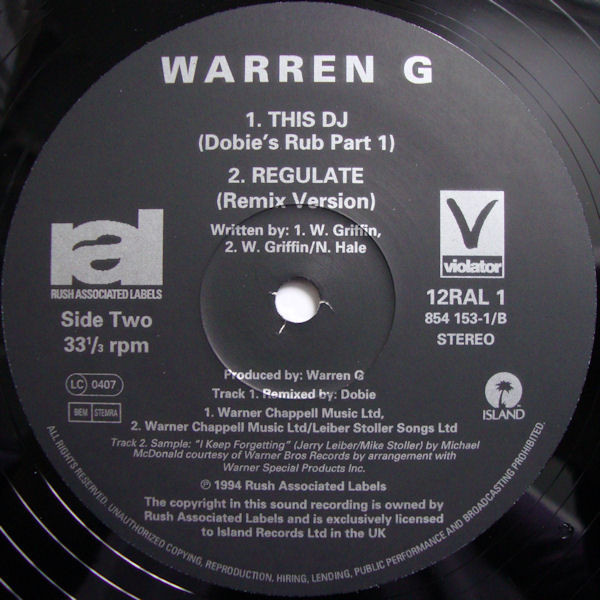 WARREN G
1. THIS DJ
(Dobie's Rub Part 1)
2. REGULATE
(Remix Version)
Written by: 1. W. Griffin,
2. W. Griffin/N. Hale
ral
RUSH ASSOCIATED LABELS
Side Two
33 1/3 rpm
V
violator
12RAL 1
854 153-1/B
STEREO
LC 0407
BIEM STEMRA
ISLAND
Produced by: Warren G
Track 1. Remixed by: Dobie
1. Warner Chappell Music Ltd,
2. Warner Chappell Music Ltd/Leiber Stoller Songs Ltd
Track 2. Sample: "I Keep Forgetting" (Jerry Leiber/Mike Stoller) by Michael
McDonald courtesy of Warner Bros Records by arrangement with
Warner Special Products Inc.
℗ 1994 Rush Associated Labels
The copyright in this sound recording is owned by
Rush Associated Labels and is exclusively licensed
to Island Records Ltd in the UK
ALL RIGHTS RESERVED. UNAUTHORIZED COPYING, REPRODUCTION, HIRING, LENDING, PUBLIC PERFORMANCE AND BROADCASTING PROHIBITED.